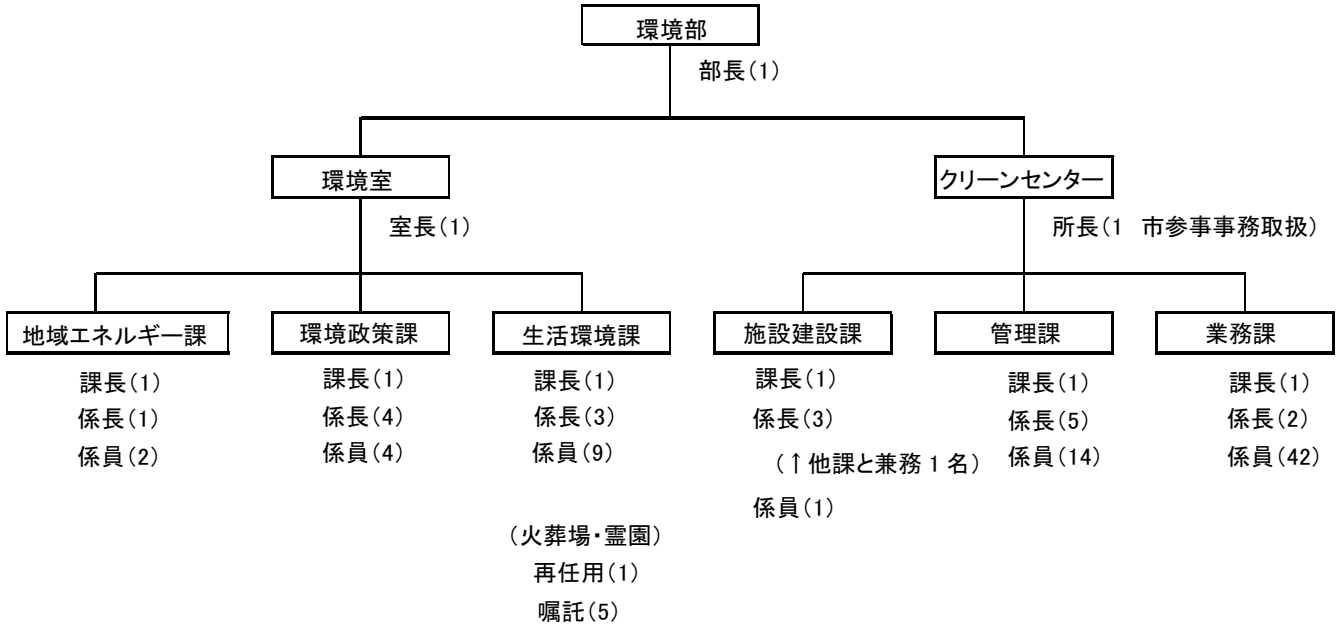 環境部
部長(1)
環境室
クリーンセンター
室長(1)
所長(1 市参事事務取扱)
地域エネルギー課
環境政策課
生活環境課
施設建設課
管理課
業務課
課長(1)
係長(1)
係員(2)
課長(1)
係長(4)
係員(4)
課長(1)
係長(3)
係員(9)
(火葬場・霊園)
再任用(1)
嘱託(5)
課長(1)
係長(3)
(↑他課と兼務1名)
係員(1)
課長(1)
係長(5)
係員(14)
課長(1)
係長(2)
係員(42)